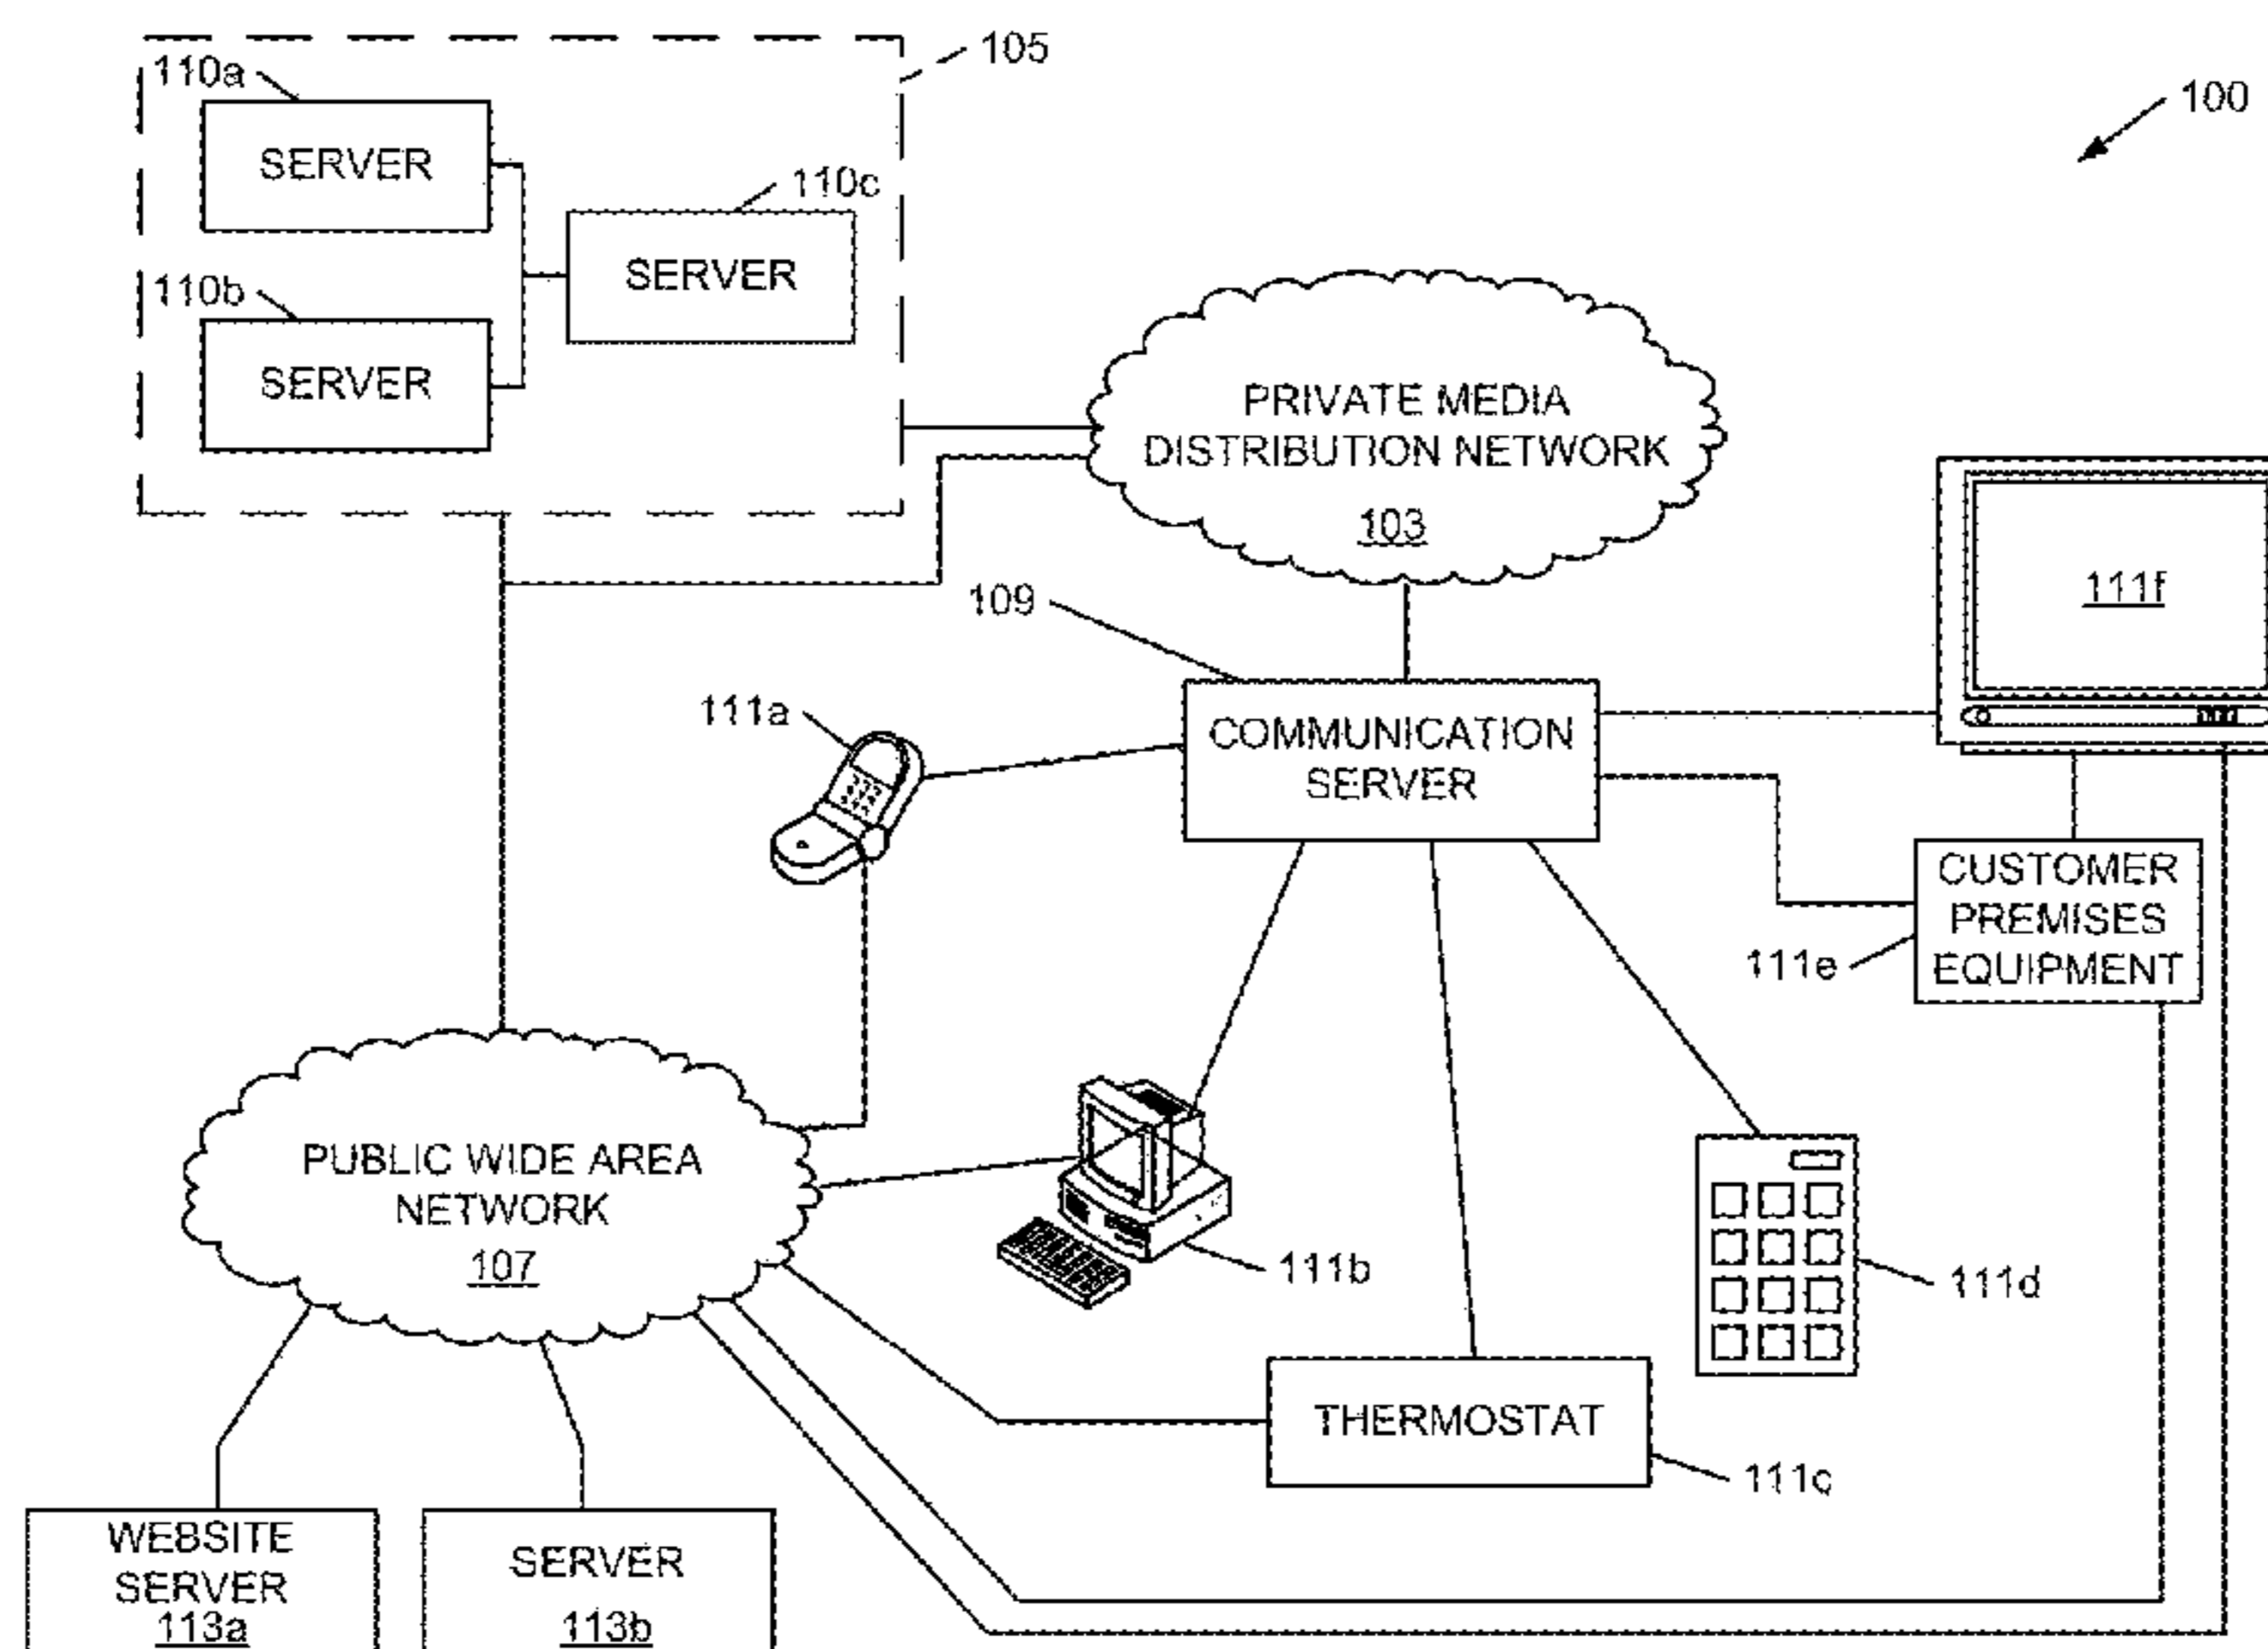 105
100
110a
SERVER
110c
SERVER
110b
SERVER
PRIVATE MEDIA
DISTRIBUTION NETWORK
103
109
111f
111a
COMMUNICATION
SERVER
CUSTOMER
PREMISES
EQUIPMENT
111e
PUBLIC WIDE AREA
NETWORK
107
111b
111d
THERMOSTAT
111c
WEBSITE
SERVER
113a
SERVER
113b